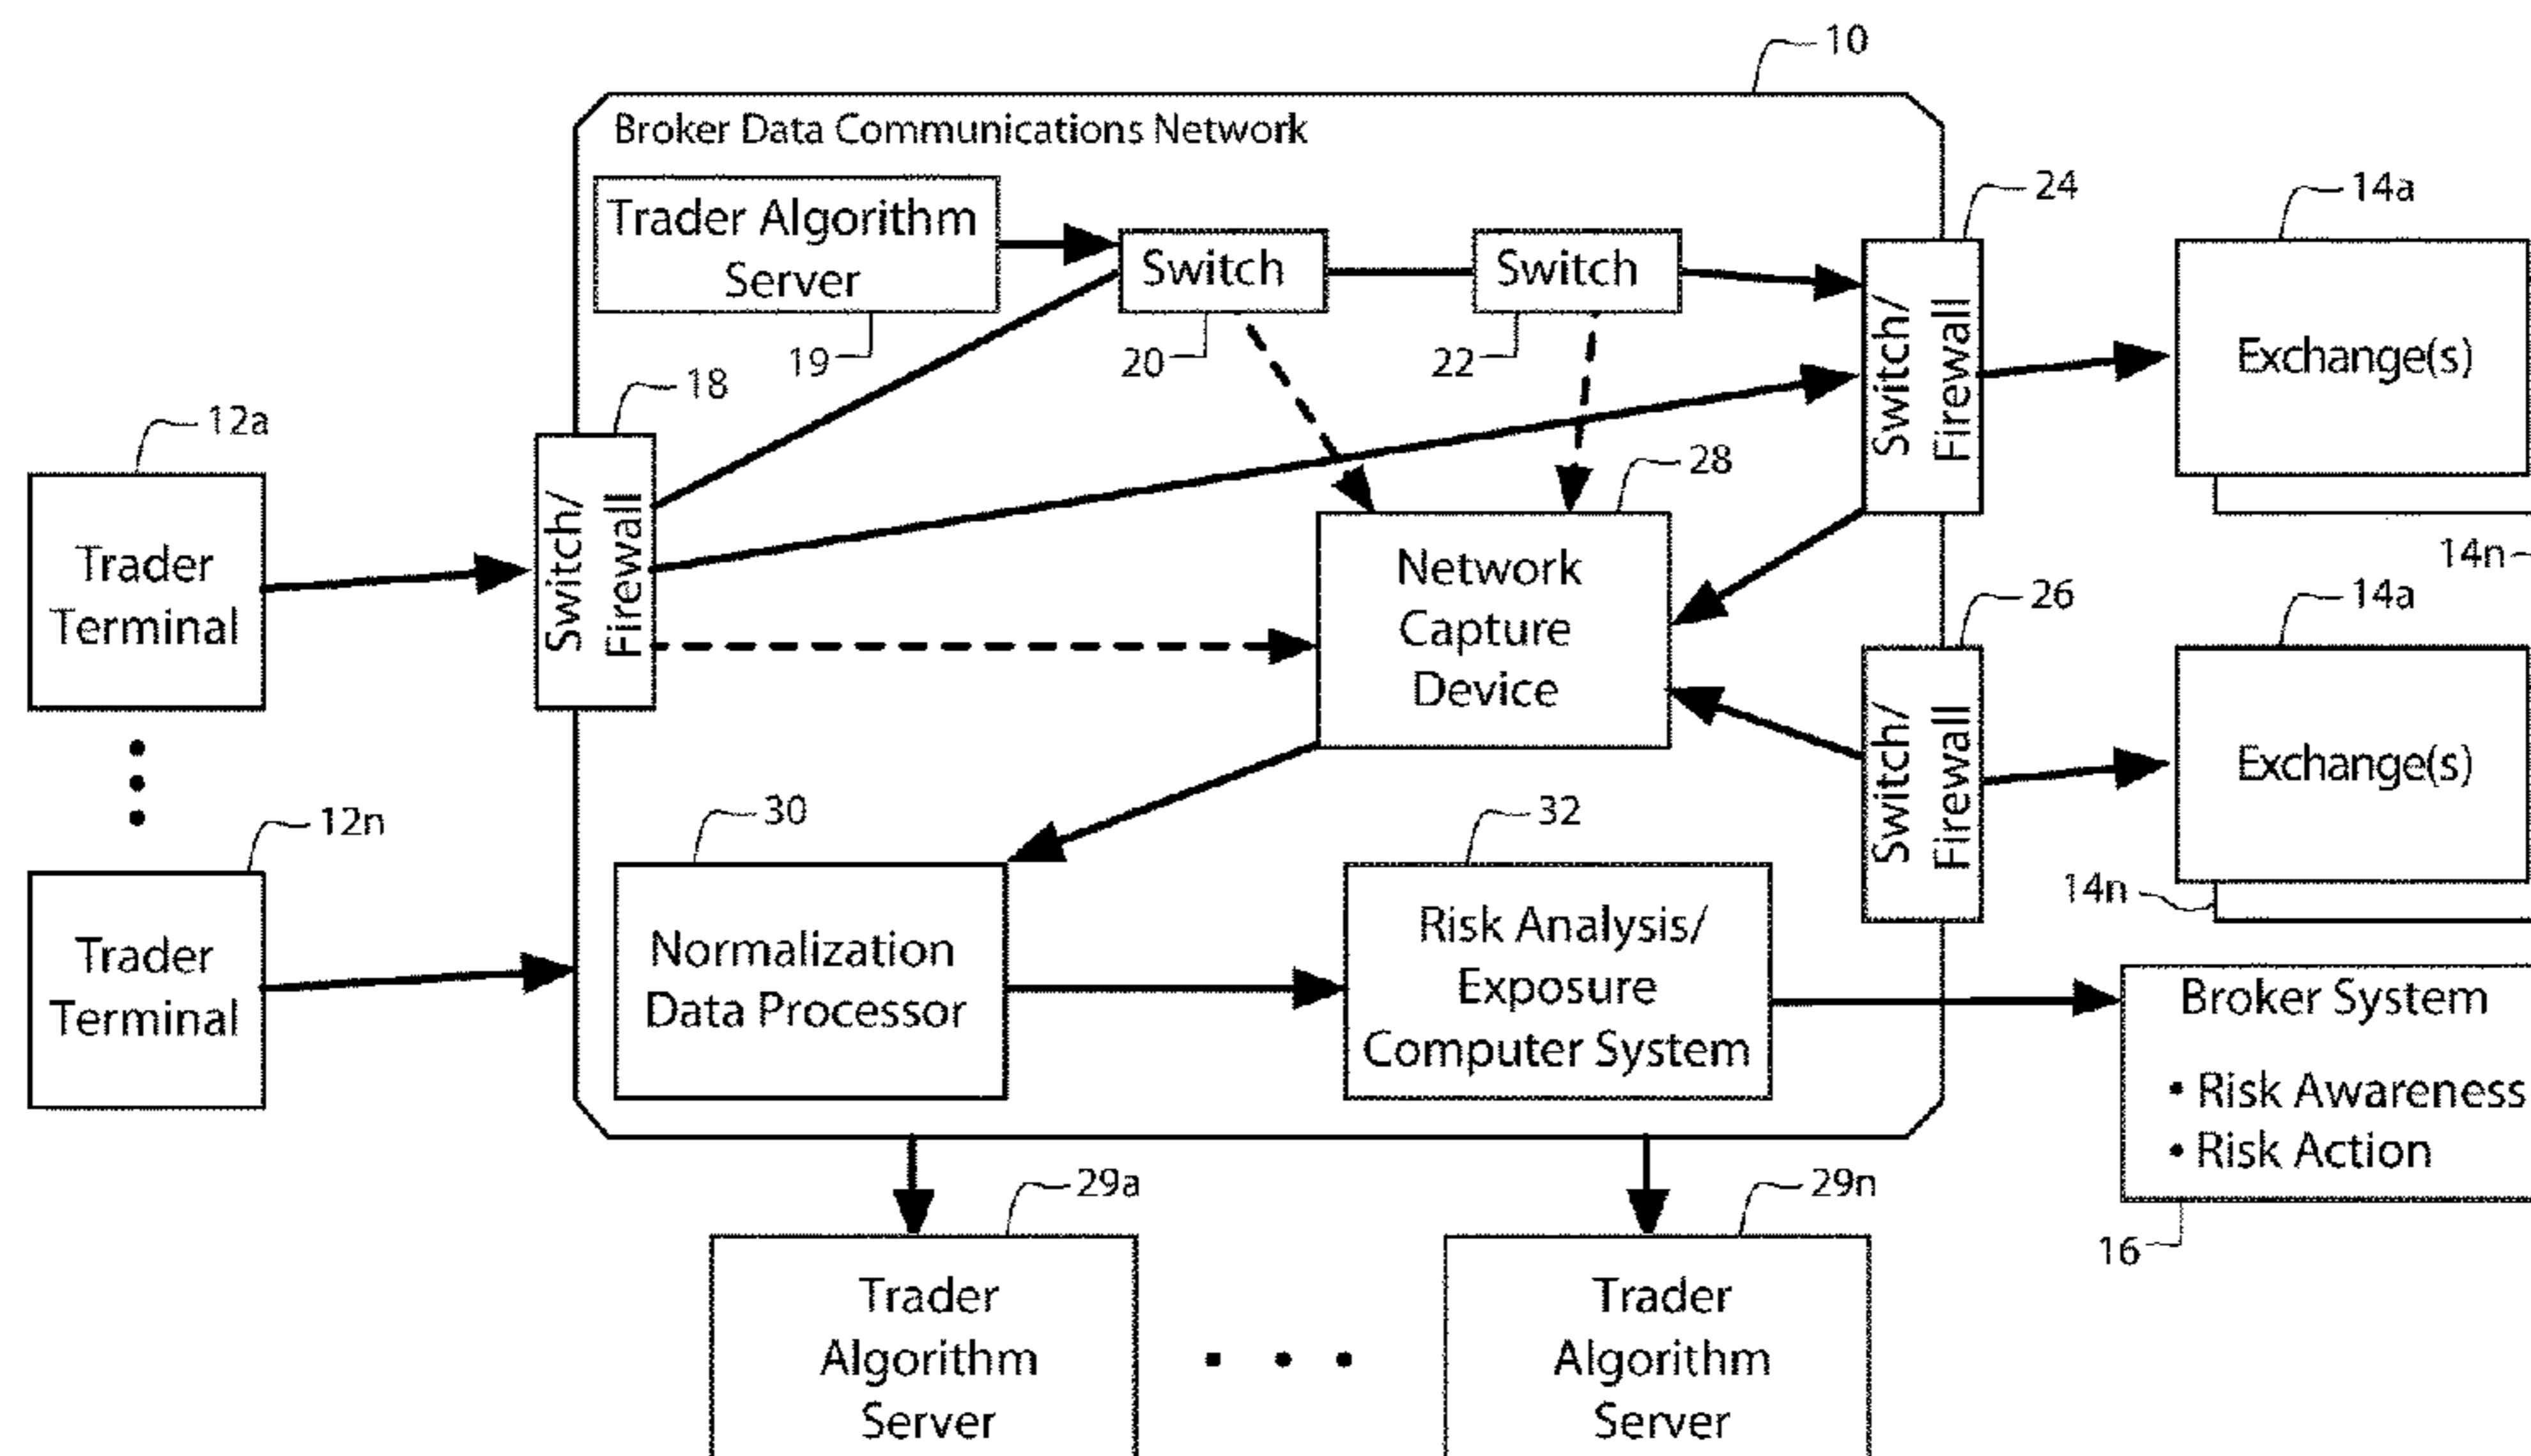 10
Broker Data Communications Network
Trader Algorithm
Server
19
Switch
20
Switch
22
24
Switch/
Firewall
14a
Exchange(s)
14n
12a
Trader
Terminal
18
Switch/
Firewall
28
Network
Capture
Device
26
Switch/
Firewall
14a
Exchange(s)
14n
12n
Trader
Terminal
30
Normalization
Data Processor
32
Risk Analysis/
Exposure
Computer System
Broker System
• Risk Awareness
• Risk Action
16
29a
Trader
Algorithm
Server
29n
Trader
Algorithm
Server